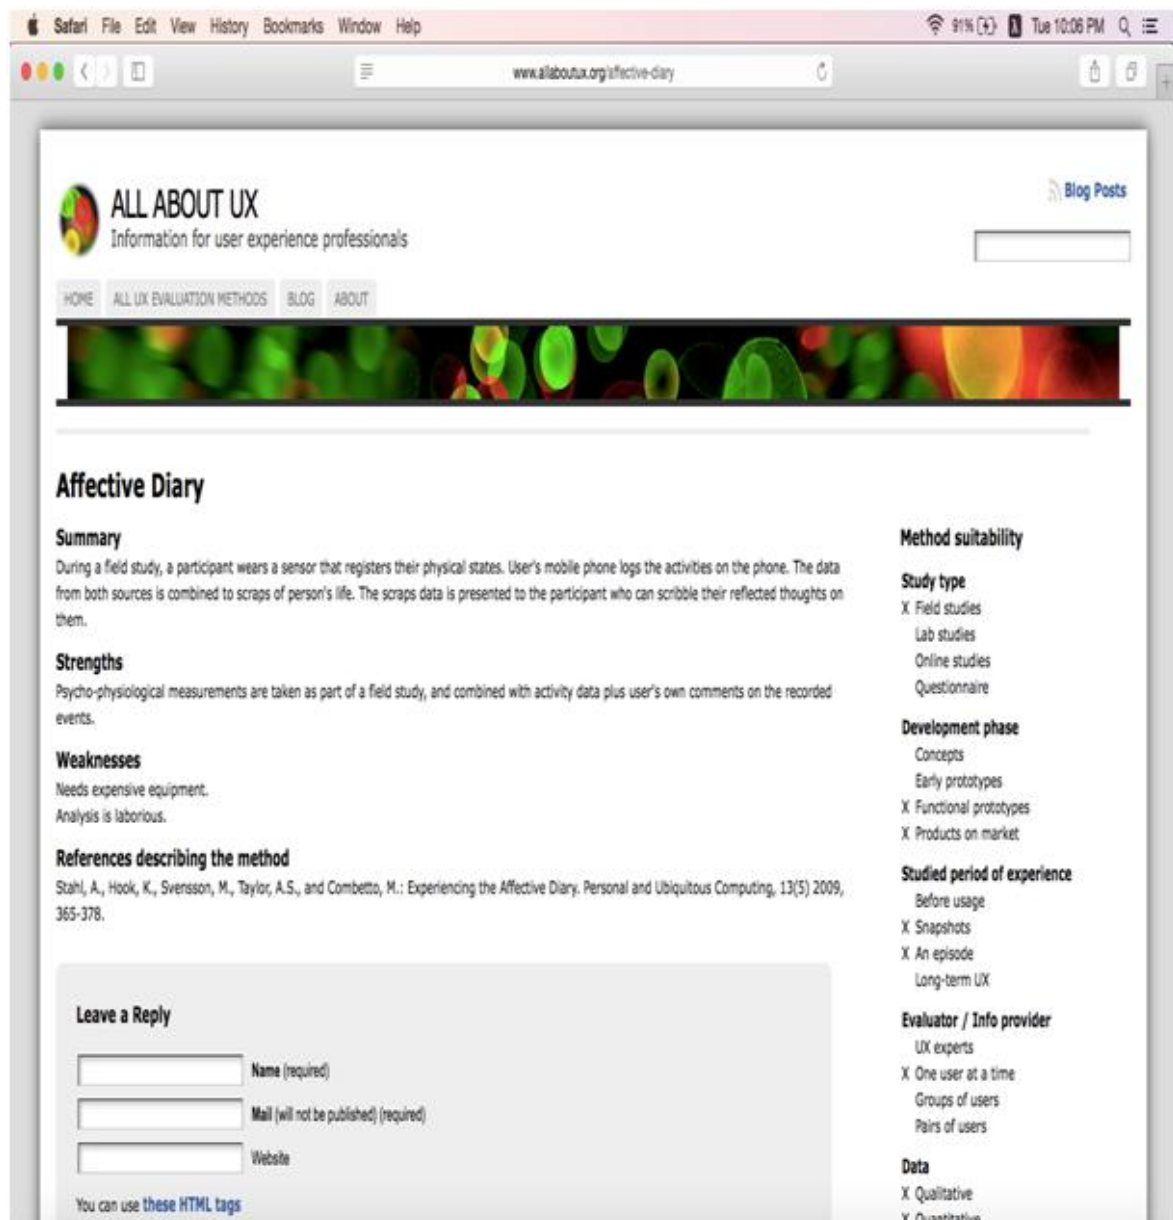 Safari File Edit View History Bookmarks Window Help
91% Tue 10:06 PM
www.allaboutux.org/affective-diary
ALL ABOUT UX
Information for user experience professionals
Blog Posts
HOME ALL UX EVALUATION METHODS BLOG ABOUT
Affective Diary
Summary
During a field study, a participant wears a sensor that registers their physical states. User's mobile phone logs the activities on the phone. The data
from both sources is combined to scraps of person's life. The scraps data is presented to the participant who can scribble their reflected thoughts on
them.
Strengths
Psycho-physiological measurements are taken as part of a field study, and combined with activity data plus user's own comments on the recorded
events.
Weaknesses
Needs expensive equipment.
Analysis is laborious.
References describing the method
Stahl, A., Hook, K., Svensson, M., Taylor, A.S., and Combetto, M.: Experiencing the Affective Diary. Personal and Ubiquitous Computing, 13(5) 2009,
365-378.
Leave a Reply
Name (required)
Mail (will not be published) (required)
Website
You can use these HTML tags
Method suitability
Study type
X Field studies
Lab studies
Online studies
Questionnaire
Development phase
Concepts
Early prototypes
X Functional prototypes
X Products on market
Studied period of experience
Before usage
X Snapshots
X An episode
Long-term UX
Evaluator / Info provider
UX experts
X One user at a time
Groups of users
Pairs of users
Data
X Qualitative
X Quantitative